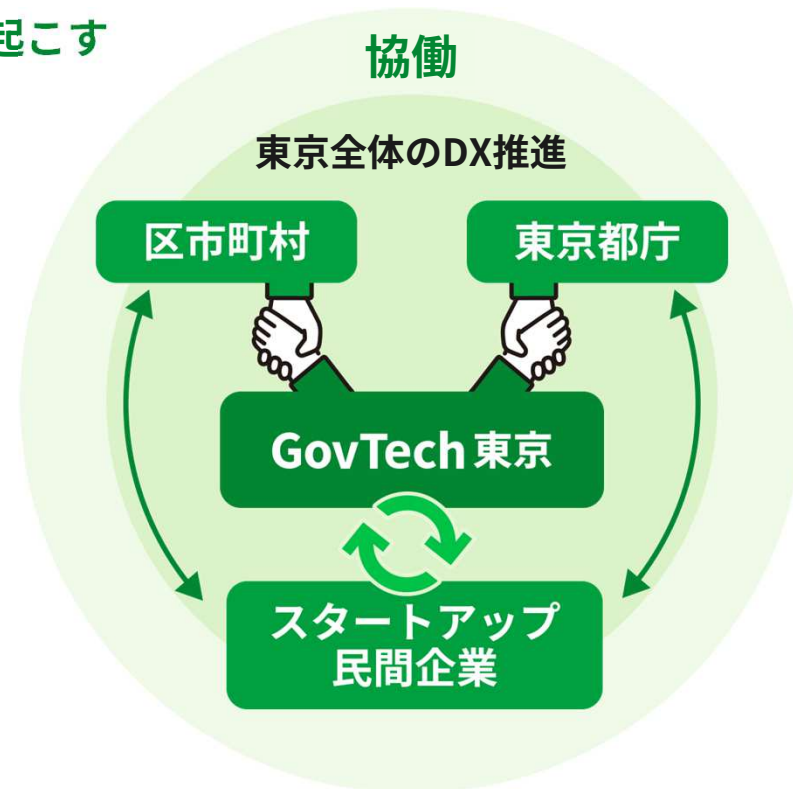 起こす
協働
東京全体のDX推進
区市町村
東京都庁
GovTech 東京
スタートアップ
民間企業